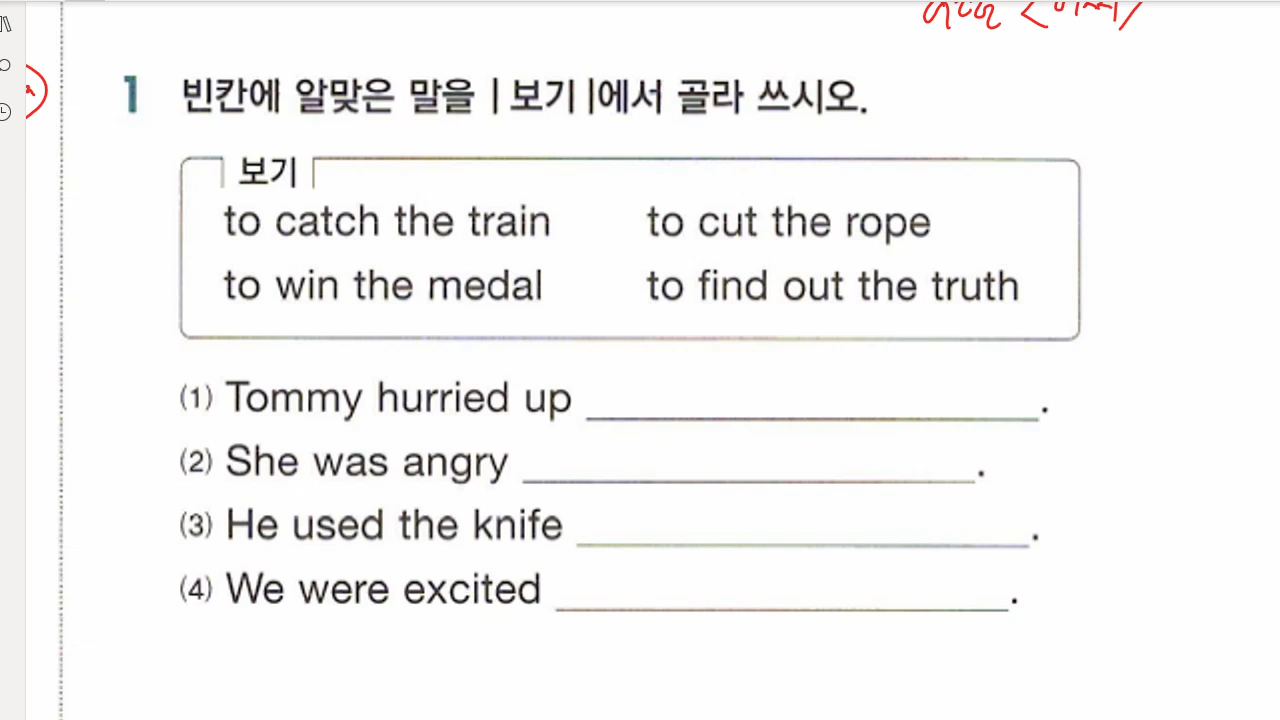 1 빈칸에 알맞은 말을 | 보기 |에서 골라 쓰시오.
보기
to catch the train to cut the rope
to win the medal to find out the truth
(1) Tommy hurried up ____________________.
(2) She was angry ____________________.
(3) He used the knife ____________________.
(4) We were excited ____________________.